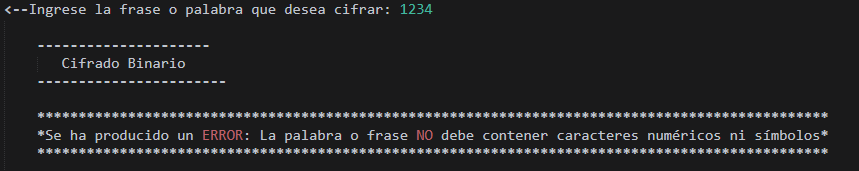 <--Ingrese la frase o palabra que desea cifrar: 1234
---------------------
Cifrado Binario
-----------------------
************************************************************************************************
*Se ha producido un ERROR: La palabra o frase NO debe contener caracteres numéricos ni símbolos*
************************************************************************************************